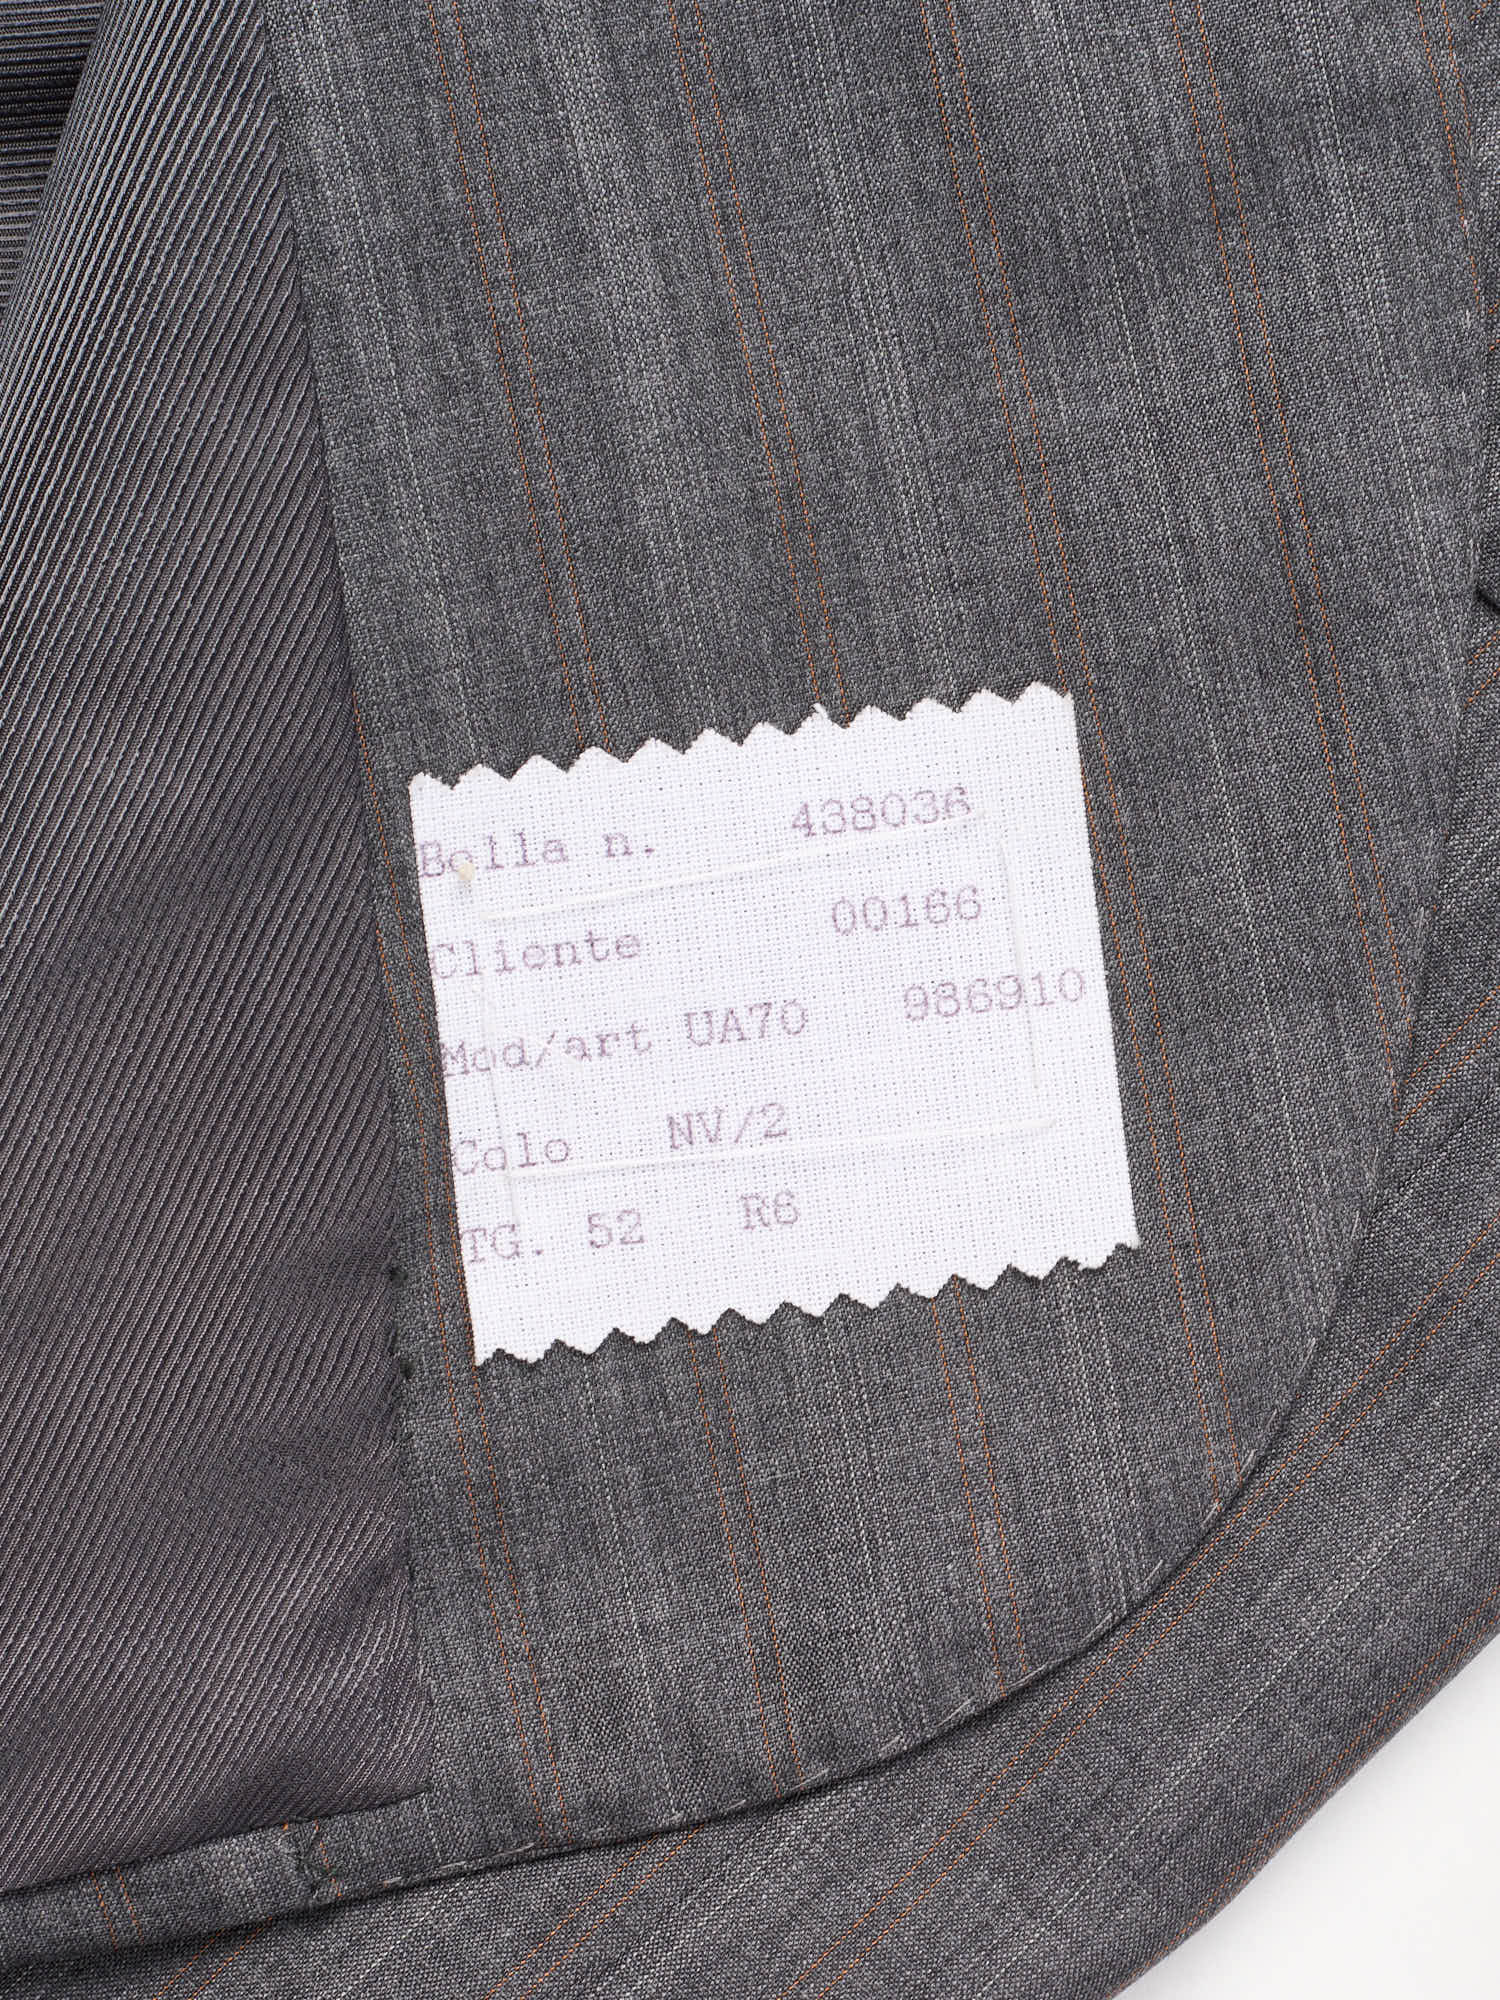 Bolla n. 438036
Cliente 00166
Mod/art UA70 986910
Colo NV/2
TG. 52 R6